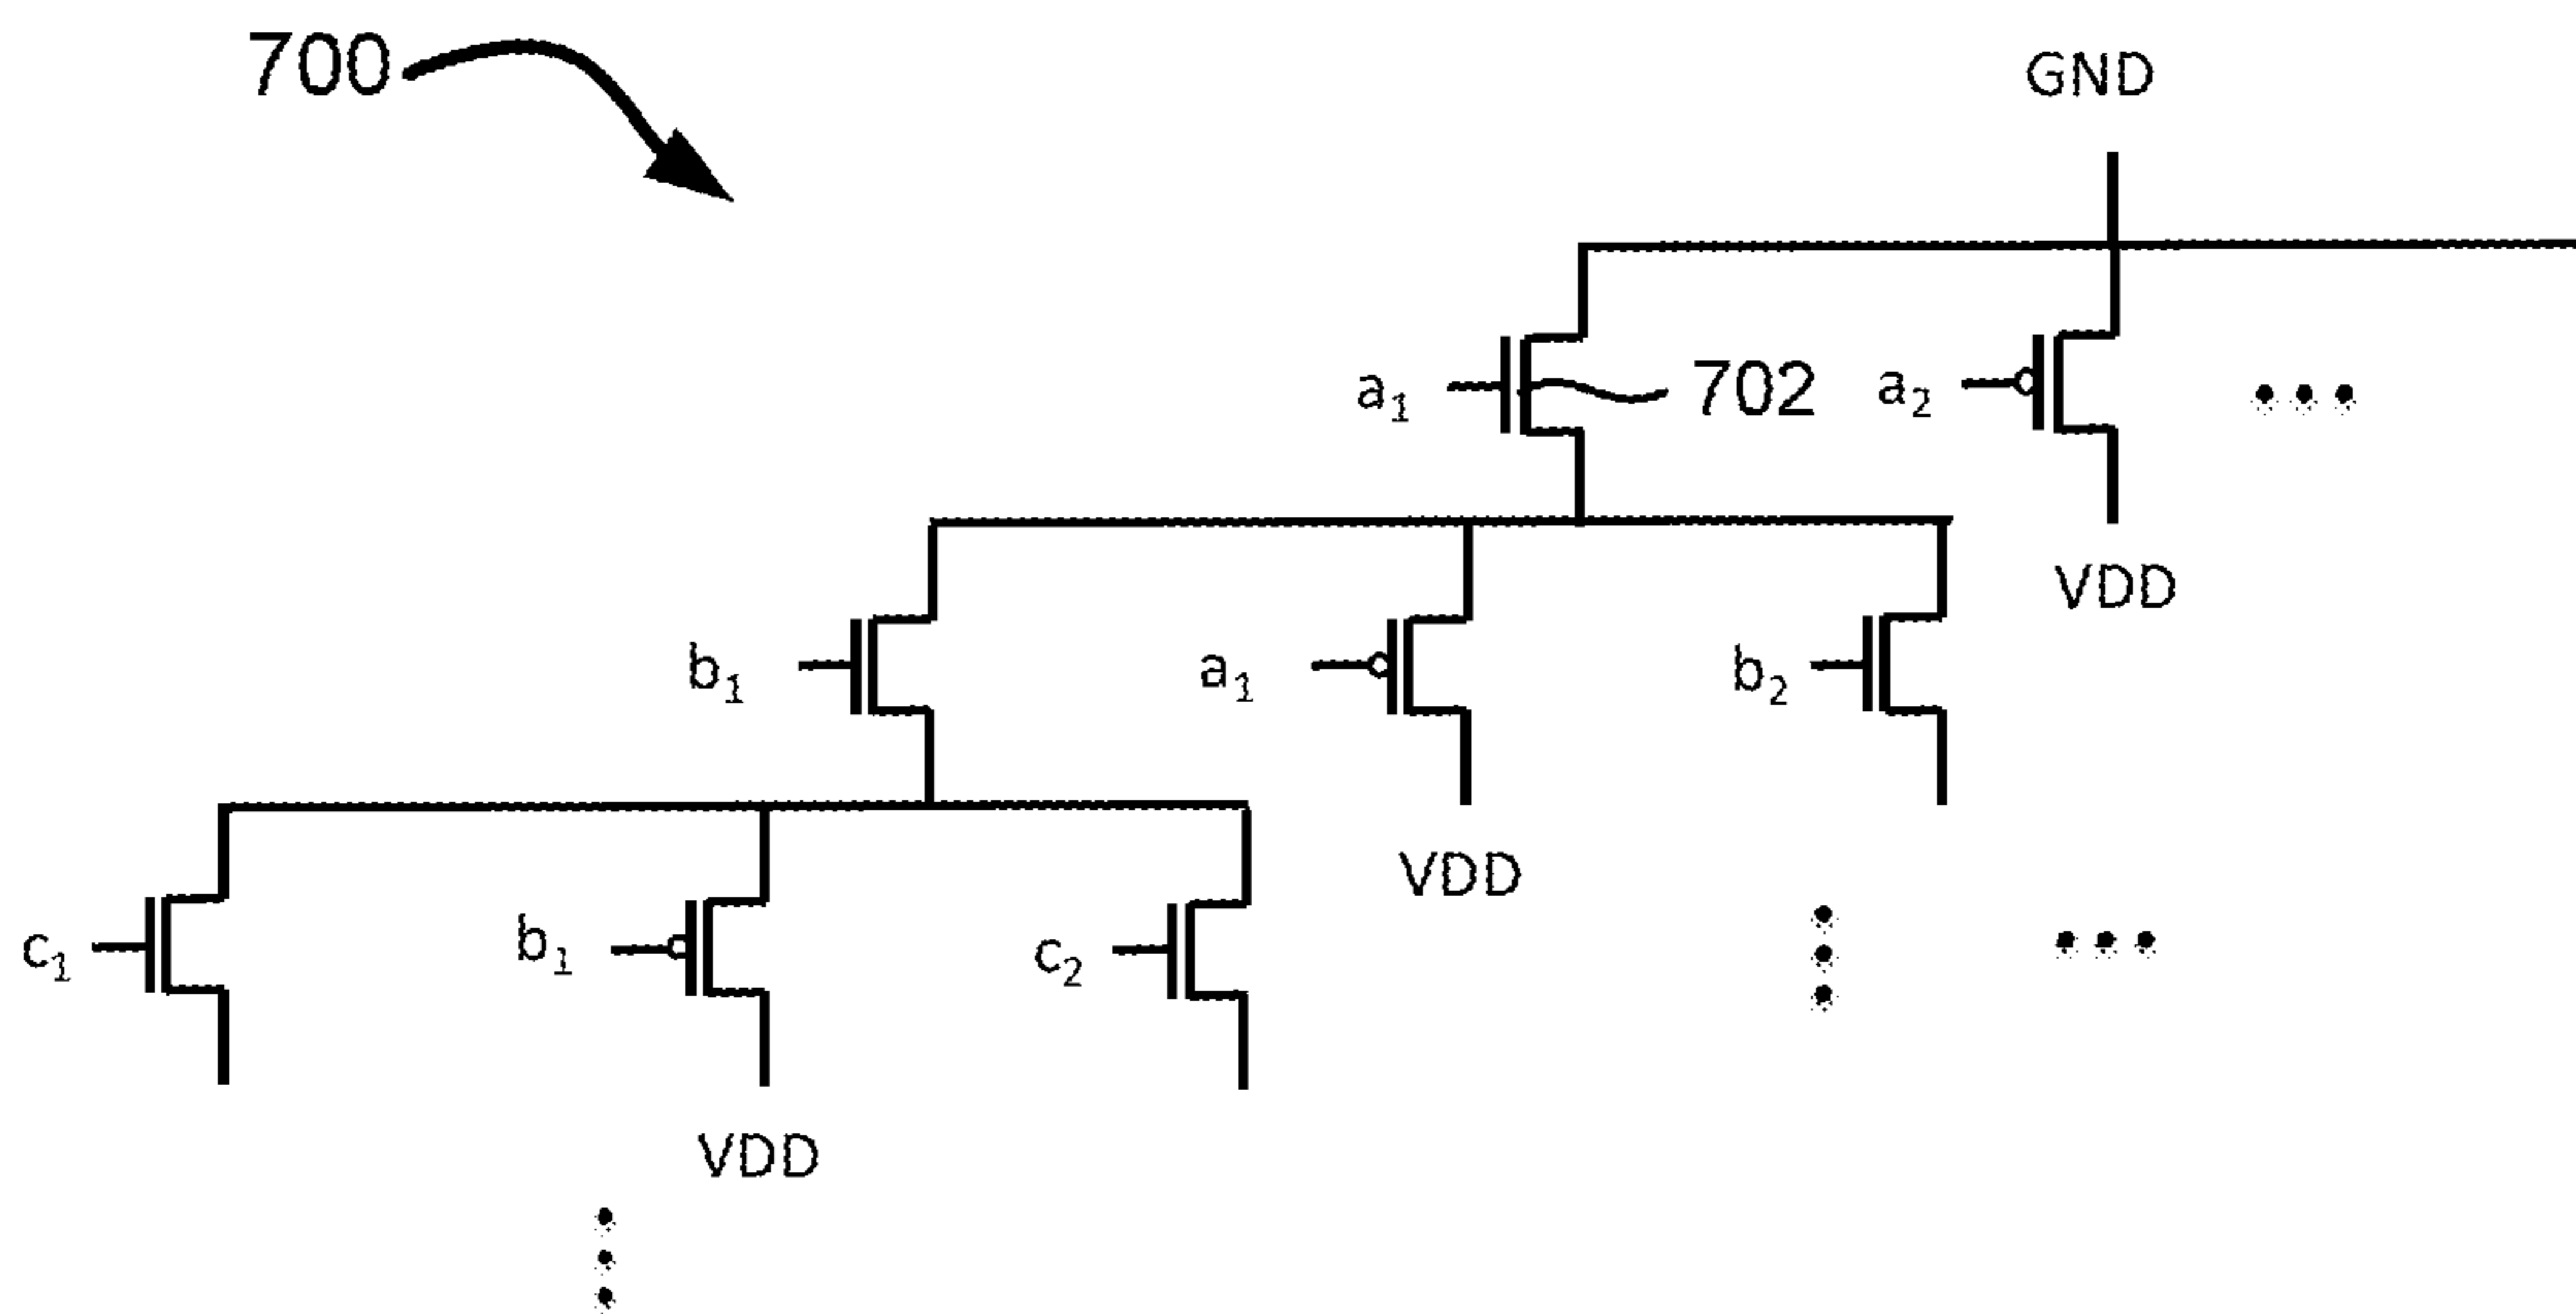 700
GND
a₁ 702 a₂
VDD
b₁ a₁ b₂
VDD
c₁ b₁ c₂
VDD